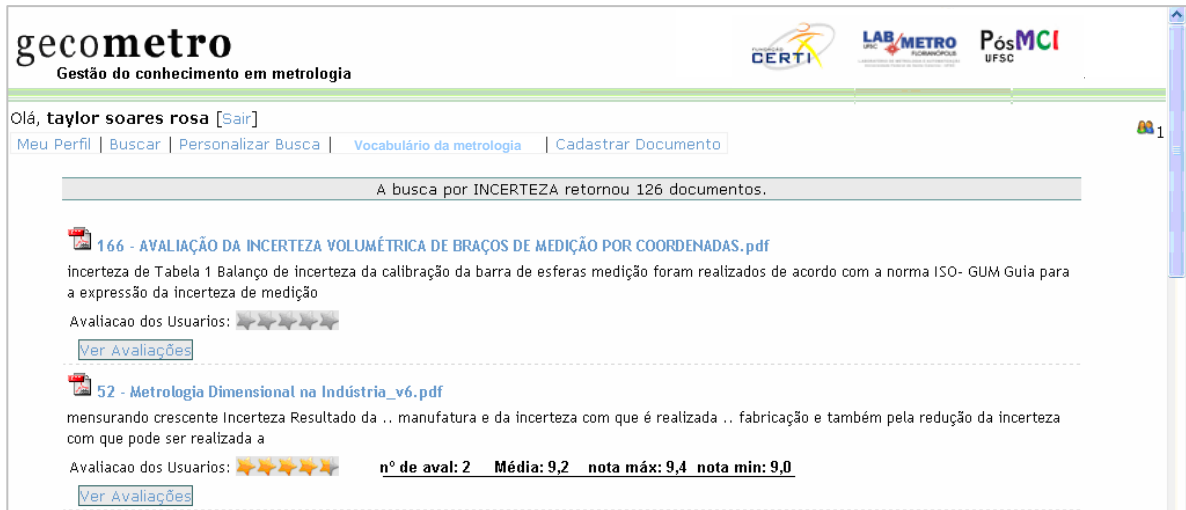 gecometro
Gestão do conhecimento em metrologia
FUNDAÇÃO
CERTI
LAB METRO
UFSC FLORIANÓPOLIS
PósMCI
UFSC
Olá, taylor soares rosa [Sair]
1
Meu Perfil | Buscar | Personalizar Busca | Vocabulário da metrologia | Cadastrar Documento
A busca por INCERTEZA retornou 126 documentos.
166 - AVALIAÇÃO DA INCERTEZA VOLUMÉTRICA DE BRAÇOS DE MEDIÇÃO POR COORDENADAS.pdf
incerteza de Tabela 1 Balanço de incerteza da calibração da barra de esferas medição foram realizados de acordo com a norma ISO- GUM Guia para
a expressão da incerteza de medição
Avaliacao dos Usuarios:
Ver Avaliações
52 - Metrologia Dimensional na Indústria_v6.pdf
mensurando crescente Incerteza Resultado da .. manufatura e da incerteza com que é realizada .. fabricação e também pela redução da incerteza
com que pode ser realizada a
Avaliacao dos Usuarios: nº de aval: 2 Média: 9,2 nota máx: 9,4 nota min: 9,0
Ver Avaliações